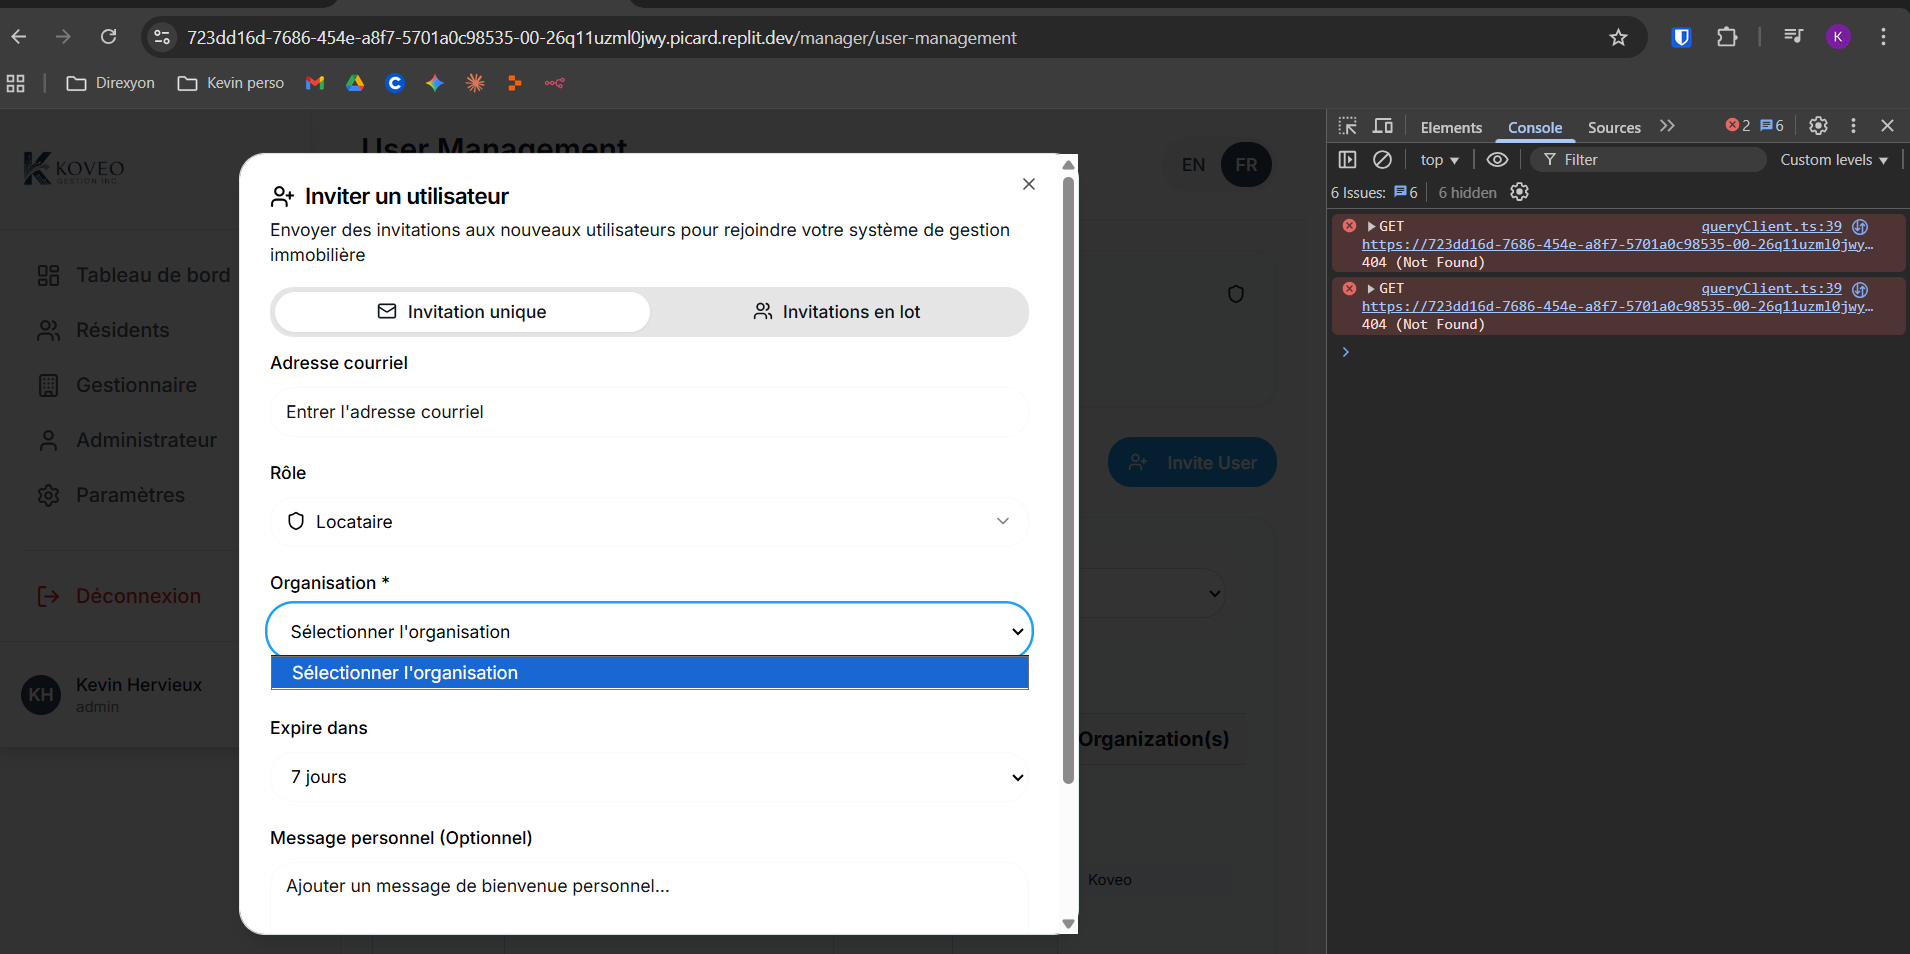 723dd16d-7686-454e-a8f7-5701a0c98535-00-26q11uzml0jwy.picard.replit.dev/manager/user-management
K
Direxyon
Kevin perso
KOVEO
GESTION INC.
Tableau de bord
Résidents
Gestionnaire
Administrateur
Paramètres
Déconnexion
KH
Kevin Hervieux
admin
User Management
EN
FR
Invite User
Organization(s)
Koveo
Inviter un utilisateur
Envoyer des invitations aux nouveaux utilisateurs pour rejoindre votre système de gestion
immobilière
Invitation unique
Invitations en lot
Adresse courriel
Entrer l'adresse courriel
Rôle
Locataire
Organisation *
Sélectionner l'organisation
Sélectionner l'organisation
Expire dans
7 jours
Message personnel (Optionnel)
Ajouter un message de bienvenue personnel...
Elements
Console
Sources
2
6
top
Filter
Custom levels
6 Issues:
6
6 hidden
GET
queryClient.ts:39
https://723dd16d-7686-454e-a8f7-5701a0c98535-00-26q11uzml0jwy…
404 (Not Found)
GET
queryClient.ts:39
https://723dd16d-7686-454e-a8f7-5701a0c98535-00-26q11uzml0jwy…
404 (Not Found)